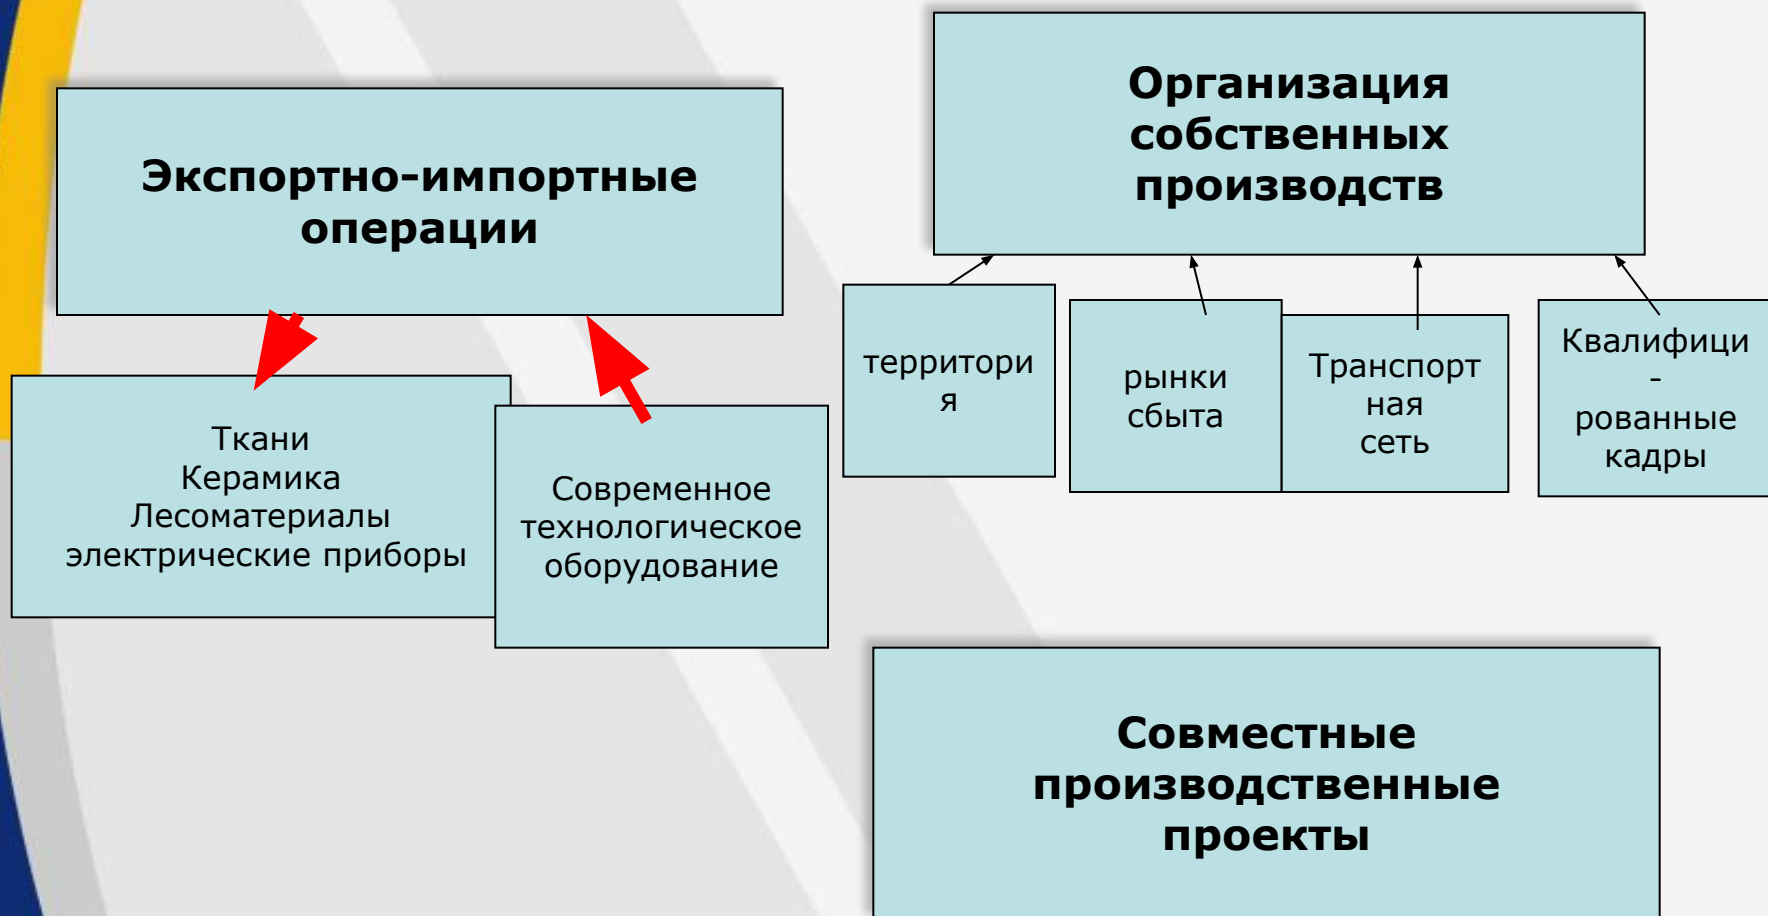 Экспортно-импортные
операции
Ткани
Керамика
Лесоматериалы
электрические приборы
Современное
технологическое
оборудование
Организация
собственных
производств
территори
я
рынки
сбыта
Транспорт
ная
сеть
Квалифици
-
рованные
кадры
Совместные
производственные
проекты